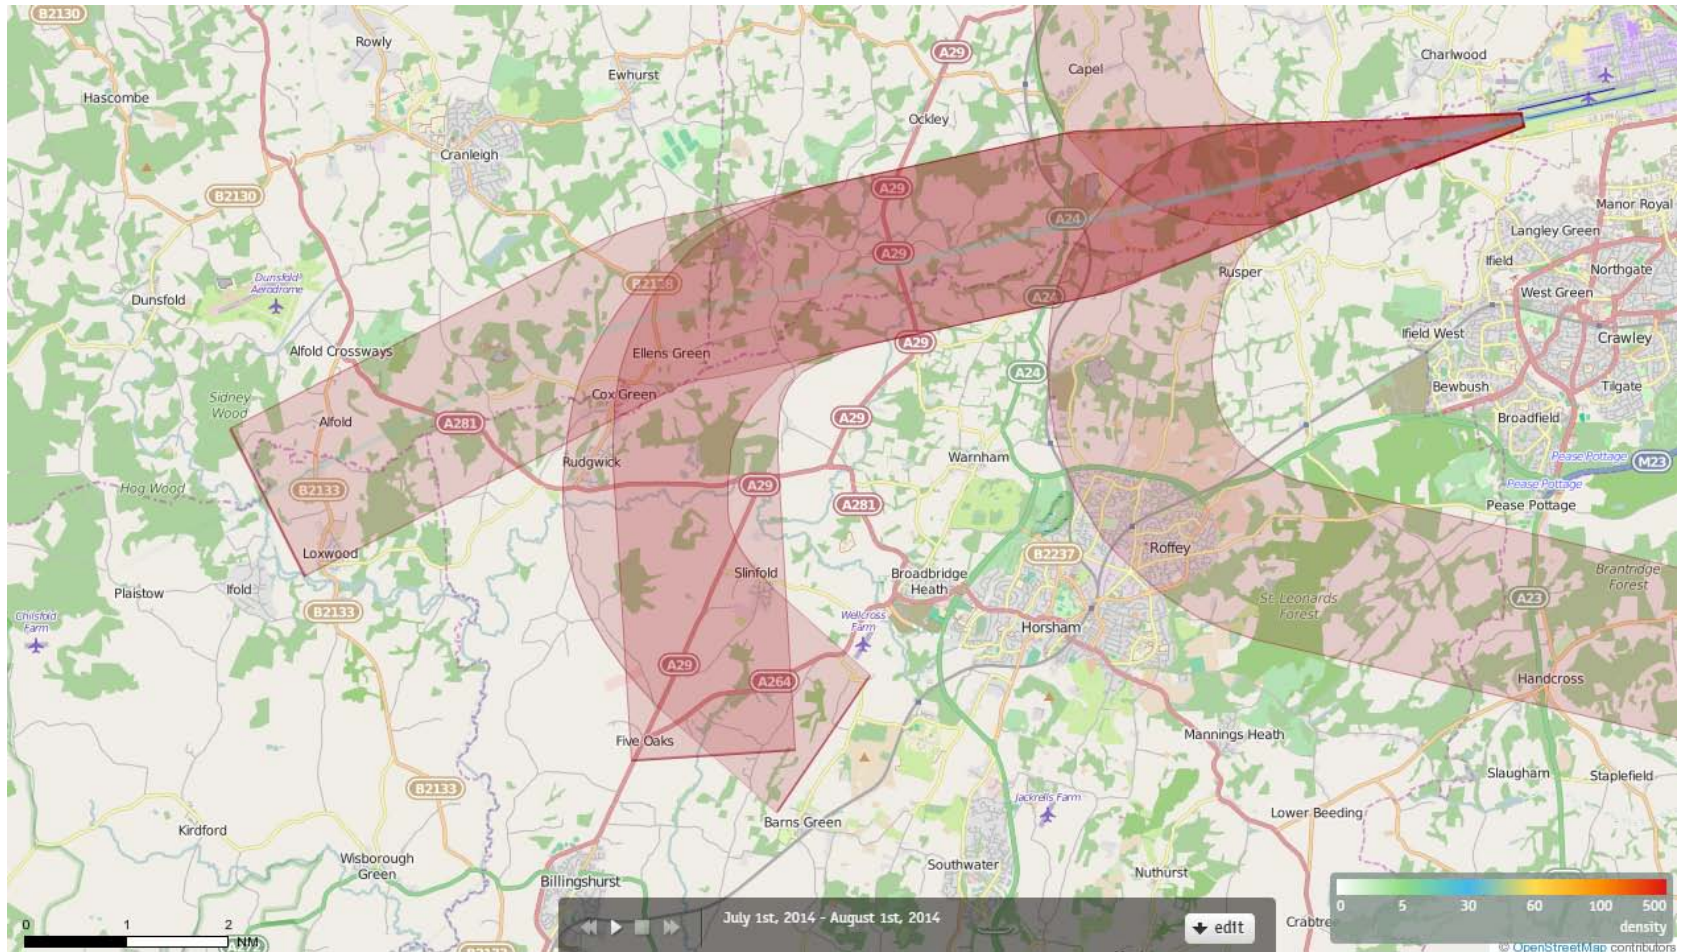 B2130
Rowly
Ewhurst
A29
Capel
Charlwood
Hascombe
Ockley
Cranleigh
B2130
A29
Manor Royal
A24
Langley Green
A29
Ifield
Northgate
Rusper
Dunsfold
Dunsfold
Aerodrome
A24
West Green
Ifield West
Crawley
A29
Alfold Crossways
Ellens Green
A24
Bewbush
Tilgate
Sidney
Wood
Cox Green
A29
Broadfield
Alfold
A281
Warnham
Pease Pottage
M23
Rudgwick
Hog Wood
B2133
A29
Pease Pottage
A281
Pease Pottage
Loxwood
B2237
Roffey
Slinfold
Broadbridge
Heath
Brantridge
Forest
Plaistow
Ifold
St. Leonards
Forest
A23
B2133
Chilsfold
Farm
Wellcross
Farm
Horsham
A29
A264
Handcross
Five Oaks
Mannings Heath
Slaugham
Staplefield
B2133
Jackrells Farm
Lower Beeding
Barns Green
Kirdford
Wisborough
Green
Southwater
Nuthurst
Billingshurst
0 1 2
NM
July 1st, 2014 - August 1st, 2014
edit
Crabtree
0 5 30 60 100 500
density
© OpenStreetMap contributors